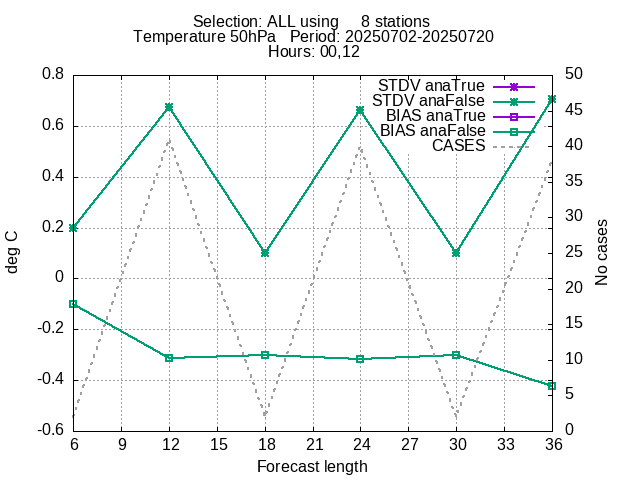 Selection: ALL using     8 stations
Temperature 50hPa   Period: 20250702-20250720
Hours: 00,12
STDV anaTrue
STDV anaFalse
BIAS anaTrue
BIAS anaFalse
CASES
0.8
0.6
0.4
0.2
0
-0.2
-0.4
-0.6
deg C
50
45
40
35
30
25
20
15
10
5
0
No cases
6 9 12 15 18 21 24 27 30 33 36
Forecast length